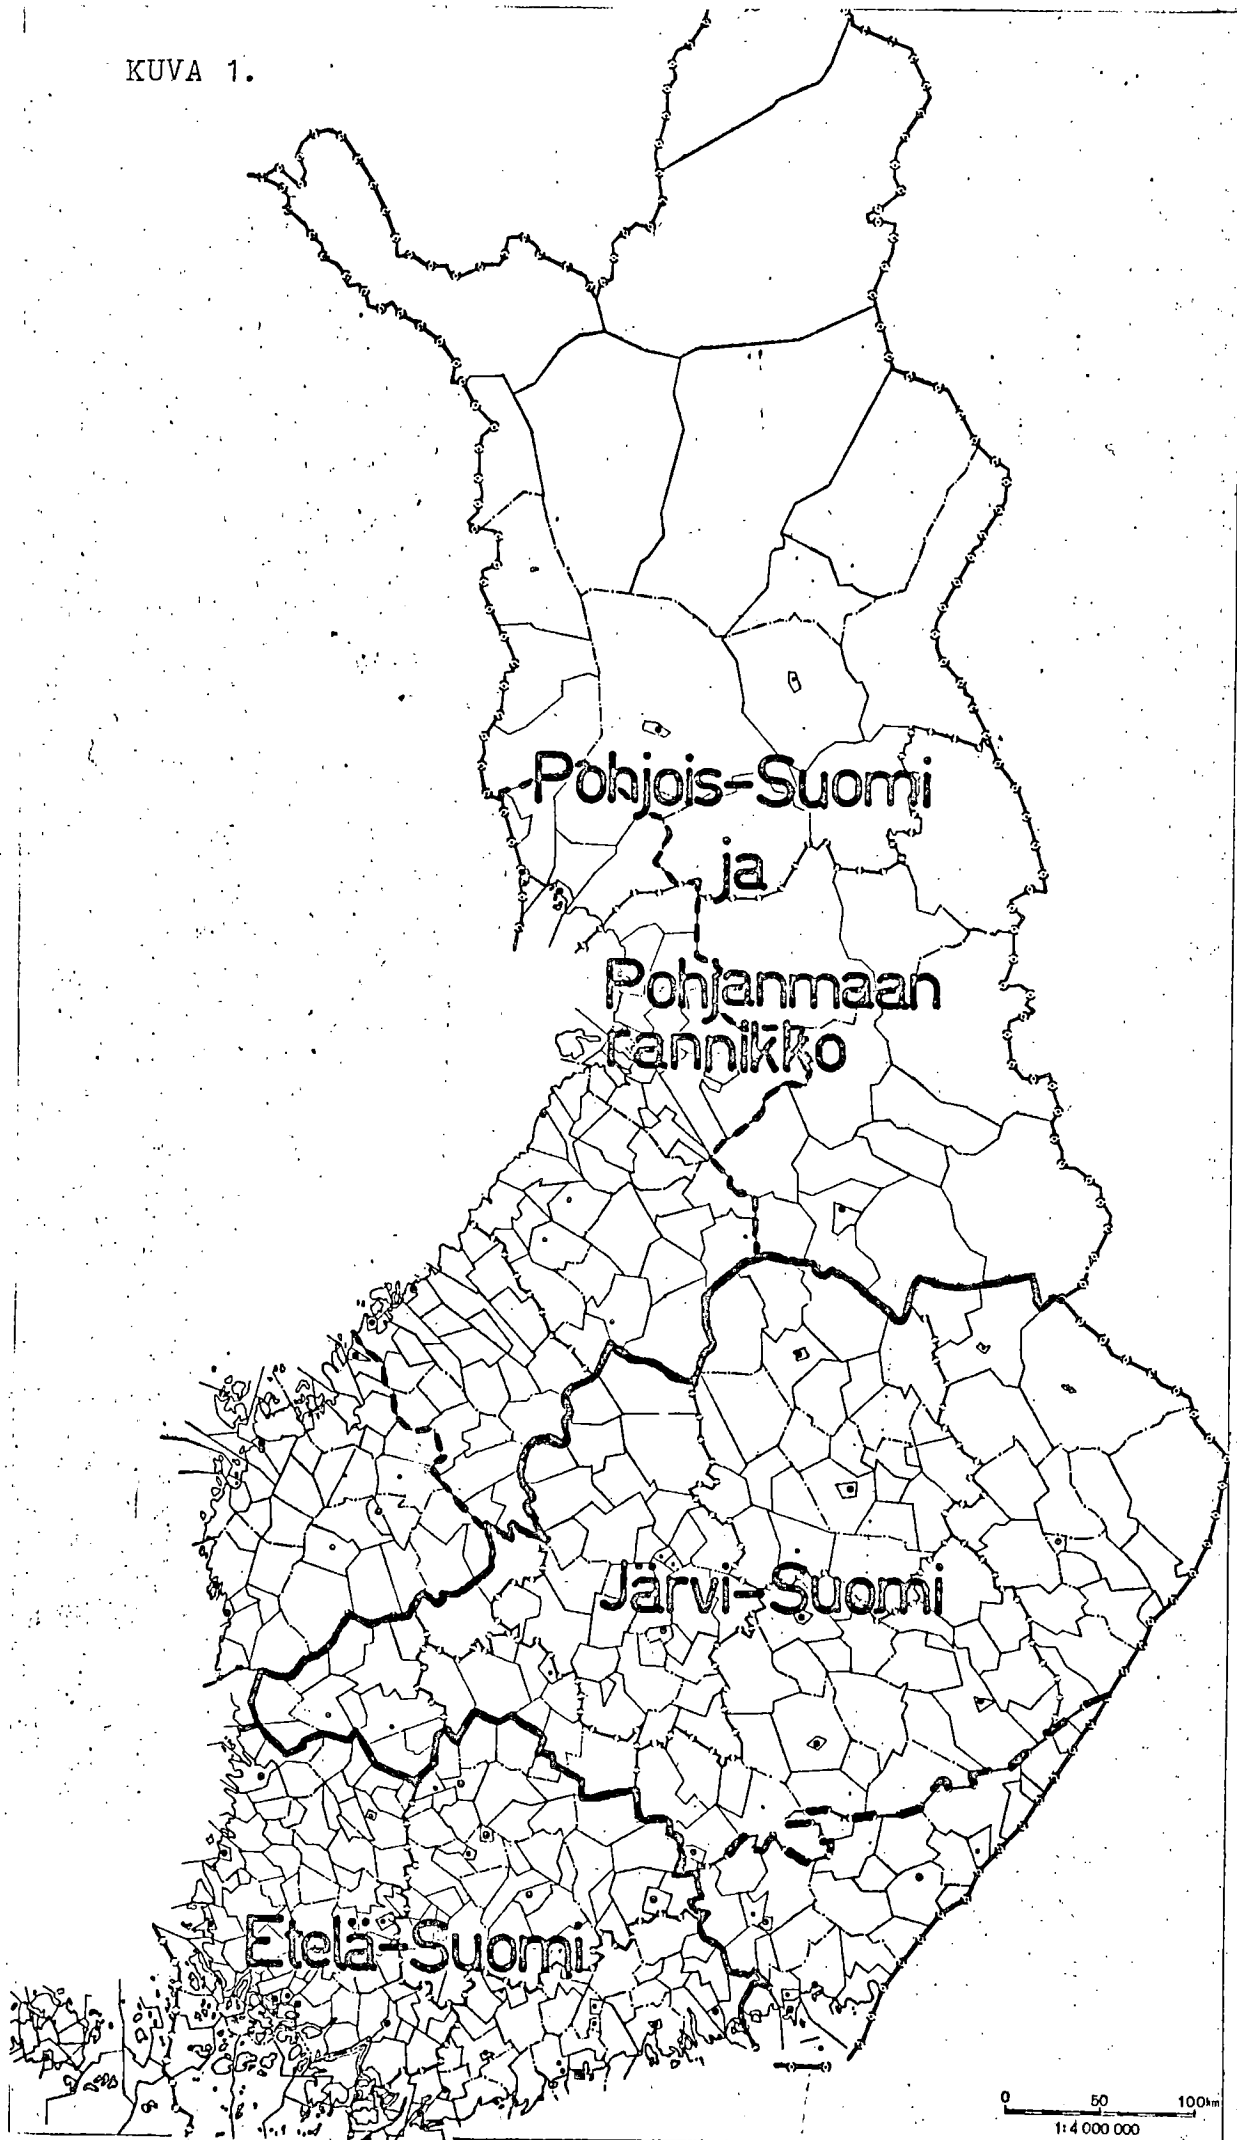 KUVA 1.
Pohjois-Suomi
ja
Pohjanmaan
rannikko
Järvi-Suomi
Etelä-Suomi
0 50 100km
1:4 000 000